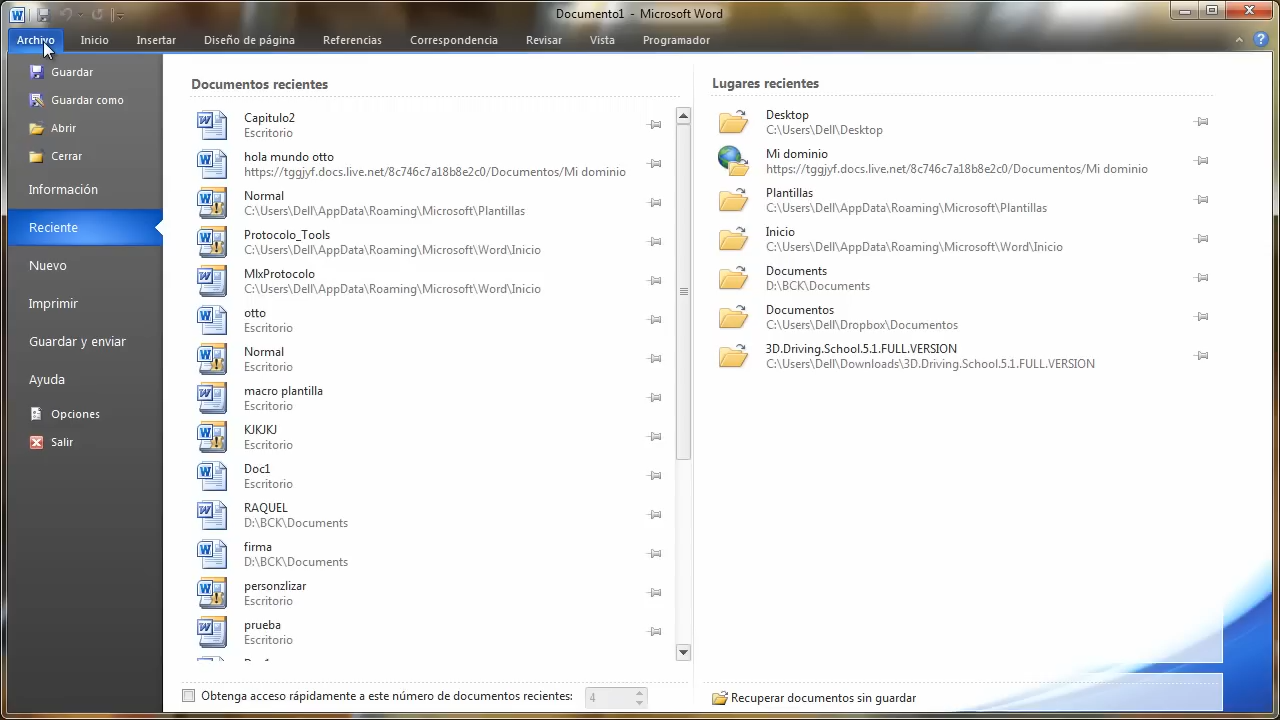 Documento1 - Microsoft Word
Archivo Inicio Insertar Diseño de página Referencias Correspondencia Revisar Vista Programador
Guardar
Guardar como
Abrir
Cerrar
Información
Reciente
Nuevo
Imprimir
Guardar y enviar
Ayuda
Opciones
Salir
Documentos recientes
Capitulo2
Escritorio
hola mundo otto
https://tggjyf.docs.live.net/8c746c7a18b8e2c0/Documentos/Mi dominio
Normal
C:\Users\Dell\AppData\Roaming\Microsoft\Plantillas
Protocolo_Tools
C:\Users\Dell\AppData\Roaming\Microsoft\Word\Inicio
MlxProtocolo
C:\Users\Dell\AppData\Roaming\Microsoft\Word\Inicio
otto
Escritorio
Normal
Escritorio
macro plantilla
Escritorio
KJKJKJ
Escritorio
Doc1
Escritorio
RAQUEL
D:\BCK\Documents
firma
D:\BCK\Documents
personzlizar
Escritorio
prueba
Escritorio
Obtenga acceso rápidamente a este número de documentos recientes: 4
Lugares recientes
Desktop
C:\Users\Dell\Desktop
Mi dominio
https://tggjyf.docs.live.net/8c746c7a18b8e2c0/Documentos/Mi dominio
Plantillas
C:\Users\Dell\AppData\Roaming\Microsoft\Plantillas
Inicio
C:\Users\Dell\AppData\Roaming\Microsoft\Word\Inicio
Documents
D:\BCK\Documents
Documentos
C:\Users\Dell\Dropbox\Documentos
3D.Driving.School.5.1.FULL.VERSION
C:\Users\Dell\Downloads\3D.Driving.School.5.1.FULL.VERSION
Recuperar documentos sin guardar